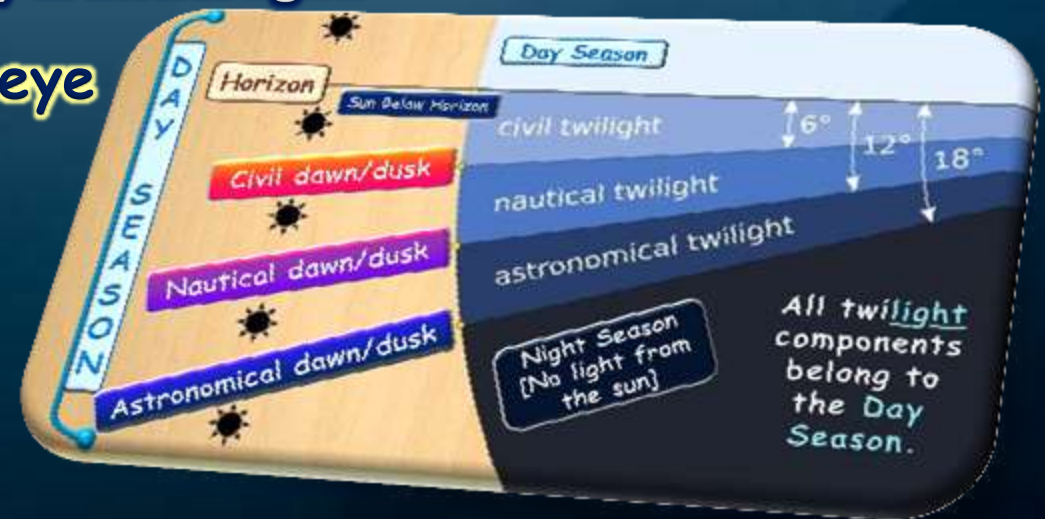 eye
DAY SEASON
Horizon
Sun Below Horizon
Civil dawn/dusk
Nautical dawn/dusk
Astronomical dawn/dusk
Day Season
civil twilight
6°
12°
18°
nautical twilight
astronomical twilight
Night Season
[No light from
the sun]
All twilight
components
belong to
the Day
Season.